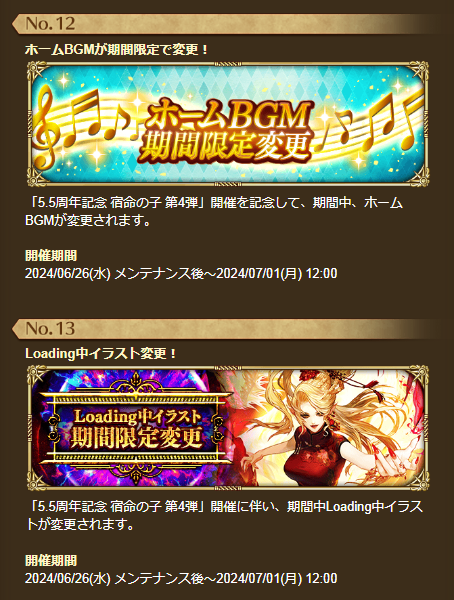 No.12
ホームBGMが期間限定で変更！
ホームBGM
期間限定変更
「5.5周年記念 宿命の子 第4弾」開催を記念して、期間中、ホーム
BGMが変更されます。
開催期間
2024/06/26(水) メンテナンス後～2024/07/01(月) 12:00
No.13
Loading中イラスト変更！
Loading中イラスト
期間限定変更
「5.5周年記念 宿命の子 第4弾」開催に伴い、期間中Loading中イラス
トが変更されます。
開催期間
2024/06/26(水) メンテナンス後～2024/07/01(月) 12:00